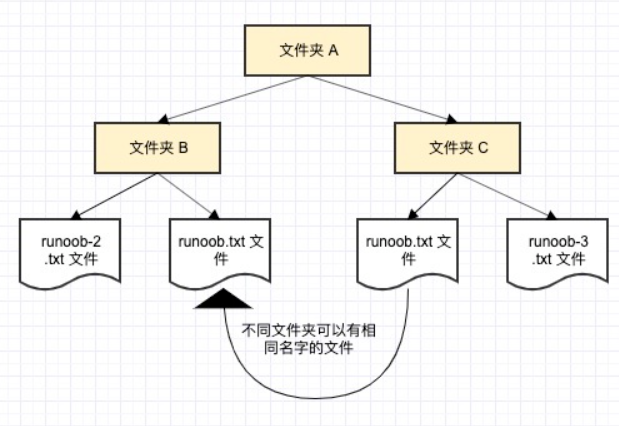 文件夹 A
文件夹 B
文件夹 C
runoob-2
.txt 文件
runoob.txt 文
件
runoob.txt 文
件
runoob-3
.txt 文件
不同文件夹可以有相
同名字的文件